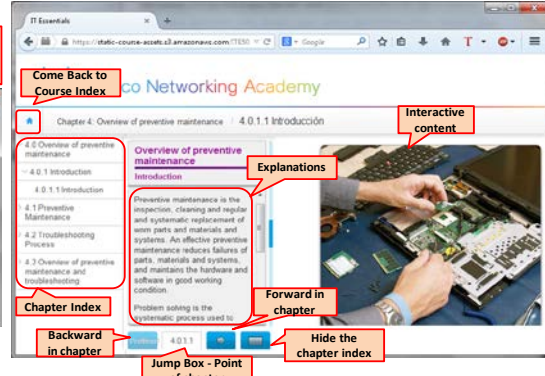 IT Essentials
https://static-course-assets.s3.amazonaws.com/ITE50
Google
Come Back to
Course Index
co Networking Academy
Chapter 4: Overview of preventive maintenance
4.0.1.1 Introducción
Interactive
content
4.0 Overview of preventive
maintenance
4.0.1 Introduction
4.0.1.1 Introduction
4.1 Preventive
Maintenance
4.2 Troubleshooting
Process
4.3 Overview of preventive
maintenance and
troubleshooting
Chapter Index
Overview of preventive
maintenance
Introduction
Explanations
Preventive maintenance is the
inspection, cleaning and regular
and systematic replacement of
worn parts and materials and
systems. An effective preventive
maintenance reduces failures of
parts, materials and systems,
and maintains the hardware and
software in good working
condition.
Problem solving is the
systematic process used to
Forward in
chapter
Backward
in chapter
4.0.1.1
Hide the
chapter index
Jump Box - Point